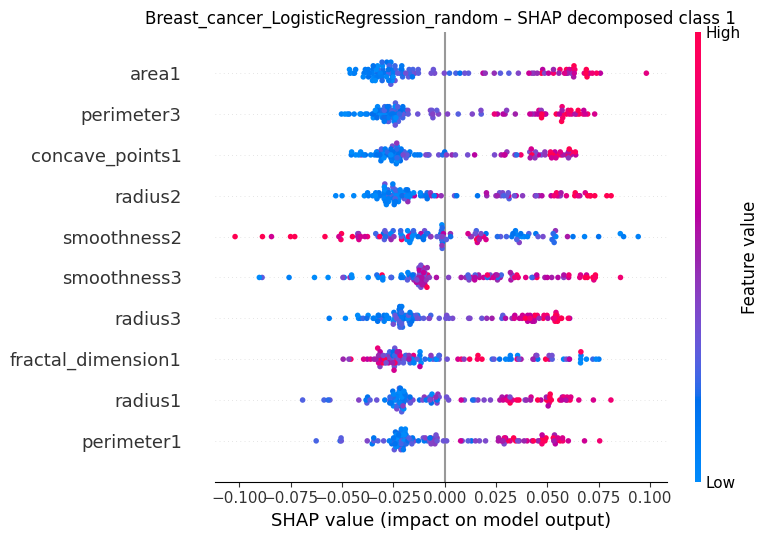 Breast_cancer_LogisticRegression_random – SHAP decomposed class 1
High
area1
perimeter3
concave_points1
radius2
smoothness2
smoothness3
radius3
fractal_dimension1
radius1
perimeter1
Feature value
Low
−0.100 −0.075 −0.050 −0.025 0.000 0.025 0.050 0.075 0.100
SHAP value (impact on model output)